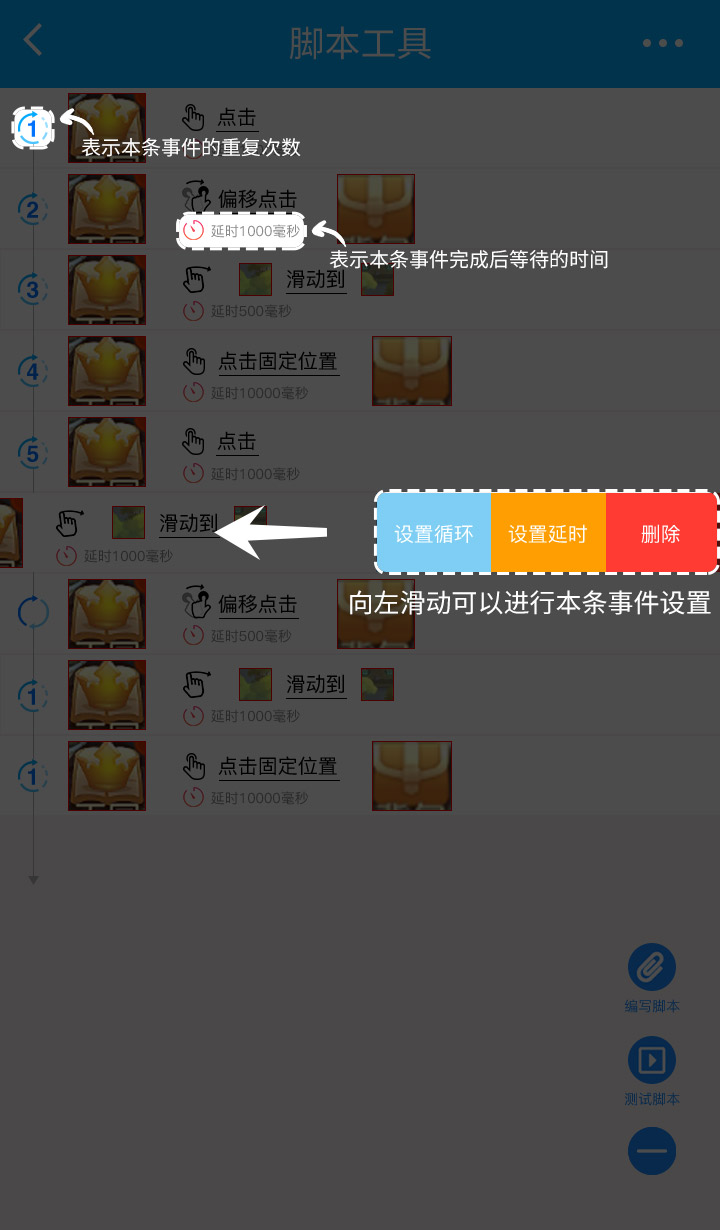 脚本工具
1
点击
表示本条事件的重复次数
2
偏移点击
延时1000毫秒
表示本条事件完成后等待的时间
3
滑动到
延时500毫秒
4
点击固定位置
延时10000毫秒
5
点击
延时1000毫秒
滑动到
延时1000毫秒
设置循环
设置延时
删除
向左滑动可以进行本条事件设置
偏移点击
延时500毫秒
1
滑动到
延时1000毫秒
1
点击固定位置
延时10000毫秒
编写脚本
测试脚本